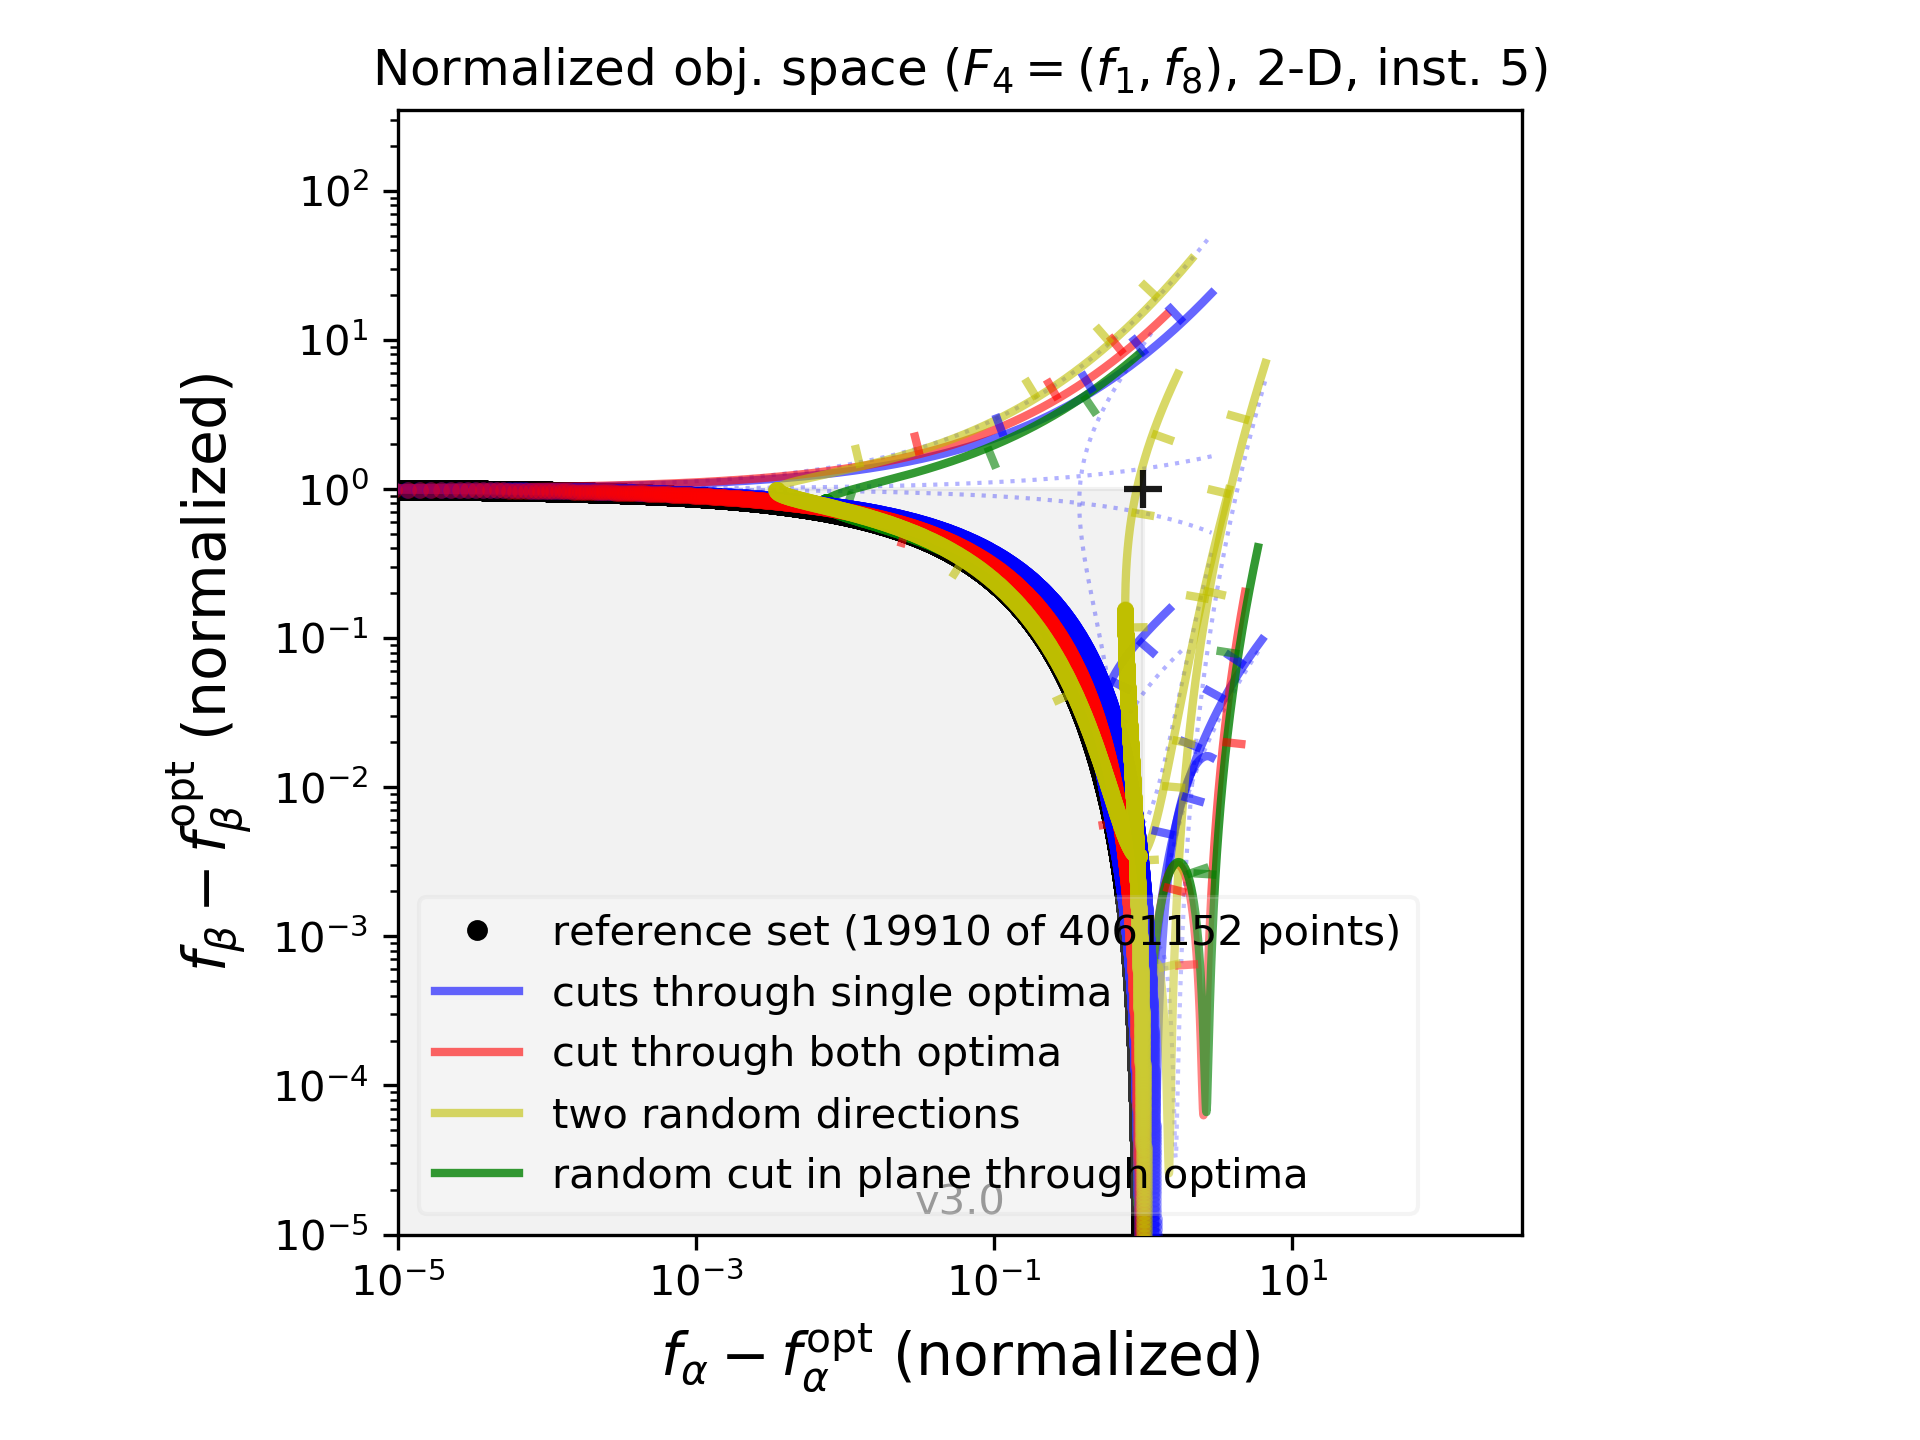 Normalized obj. space (F₄ = (f₁, f₈), 2-D, inst. 5)
f_β − f_β^opt (normalized)
10²
10¹
10⁰
10⁻¹
10⁻²
10⁻³
10⁻⁴
10⁻⁵
reference set (19910 of 4061152 points)
cuts through single optima
cut through both optima
two random directions
random cut in plane through optima
v3.0
10⁻⁵ 10⁻³ 10⁻¹ 10¹
f_α − f_α^opt (normalized)